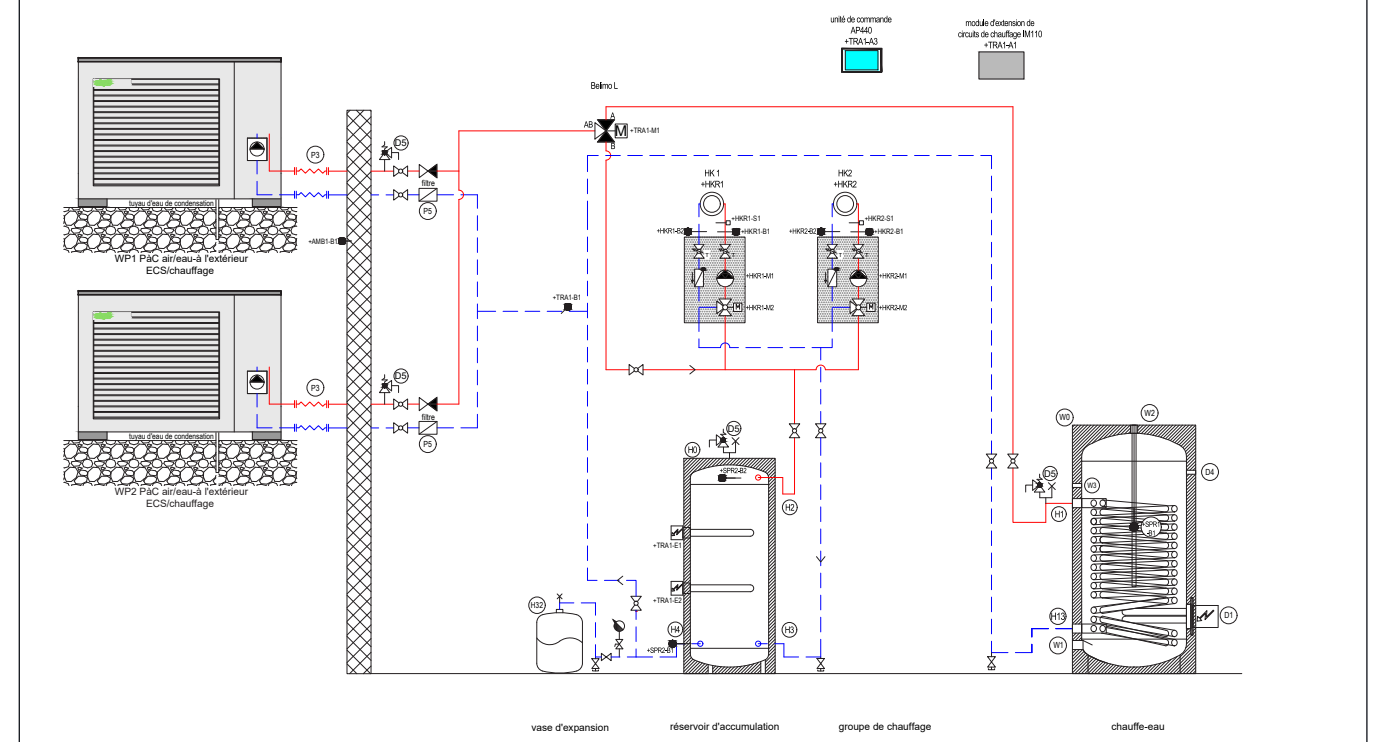 unité de commande
AP440
+TRA1-A3
module d'extension de
circuits de chauffage IM110
+TRA1-A1
Belimo L
A
AB
M
+TRA1-M1
B
P3
D5
filtre
P5
tuyau d'eau de condensation
+AMB1-B1
WP1 PàC air/eau-à l'extérieur
ECS/chauffage
HK 1
+HKR1
+HKR1-S1
+HKR1-B2
+HKR1-B1
+HKR1-M1
M
+HKR1-M2
HK2
+HKR2
+HKR2-S1
+HKR2-B2
+HKR2-B1
+HKR2-M1
M
+HKR2-M2
+TRA1-B1
P3
D5
filtre
P5
tuyau d'eau de condensation
WP2 PàC air/eau-à l'extérieur
ECS/chauffage
H0
D5
+SPR2-B2
H2
+TRA1-E1
+TRA1-E2
H32
H4
+SPR2-B1
H3
W0
W2
D5
W3
D4
H1
+SPR1
-B1
H13
D1
W1
vase d'expansion
réservoir d'accumulation
groupe de chauffage
chauffe-eau